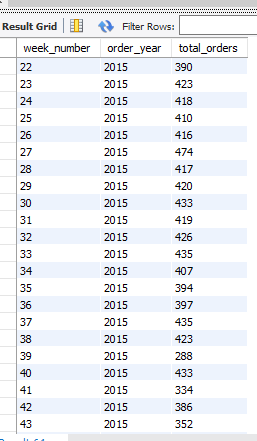 Result Grid Filter Rows:
week_number order_year total_orders
22 2015 390
23 2015 423
24 2015 418
25 2015 410
26 2015 416
27 2015 474
28 2015 417
29 2015 420
30 2015 433
31 2015 419
32 2015 426
33 2015 435
34 2015 407
35 2015 394
36 2015 397
37 2015 435
38 2015 423
39 2015 288
40 2015 433
41 2015 334
42 2015 386
43 2015 352